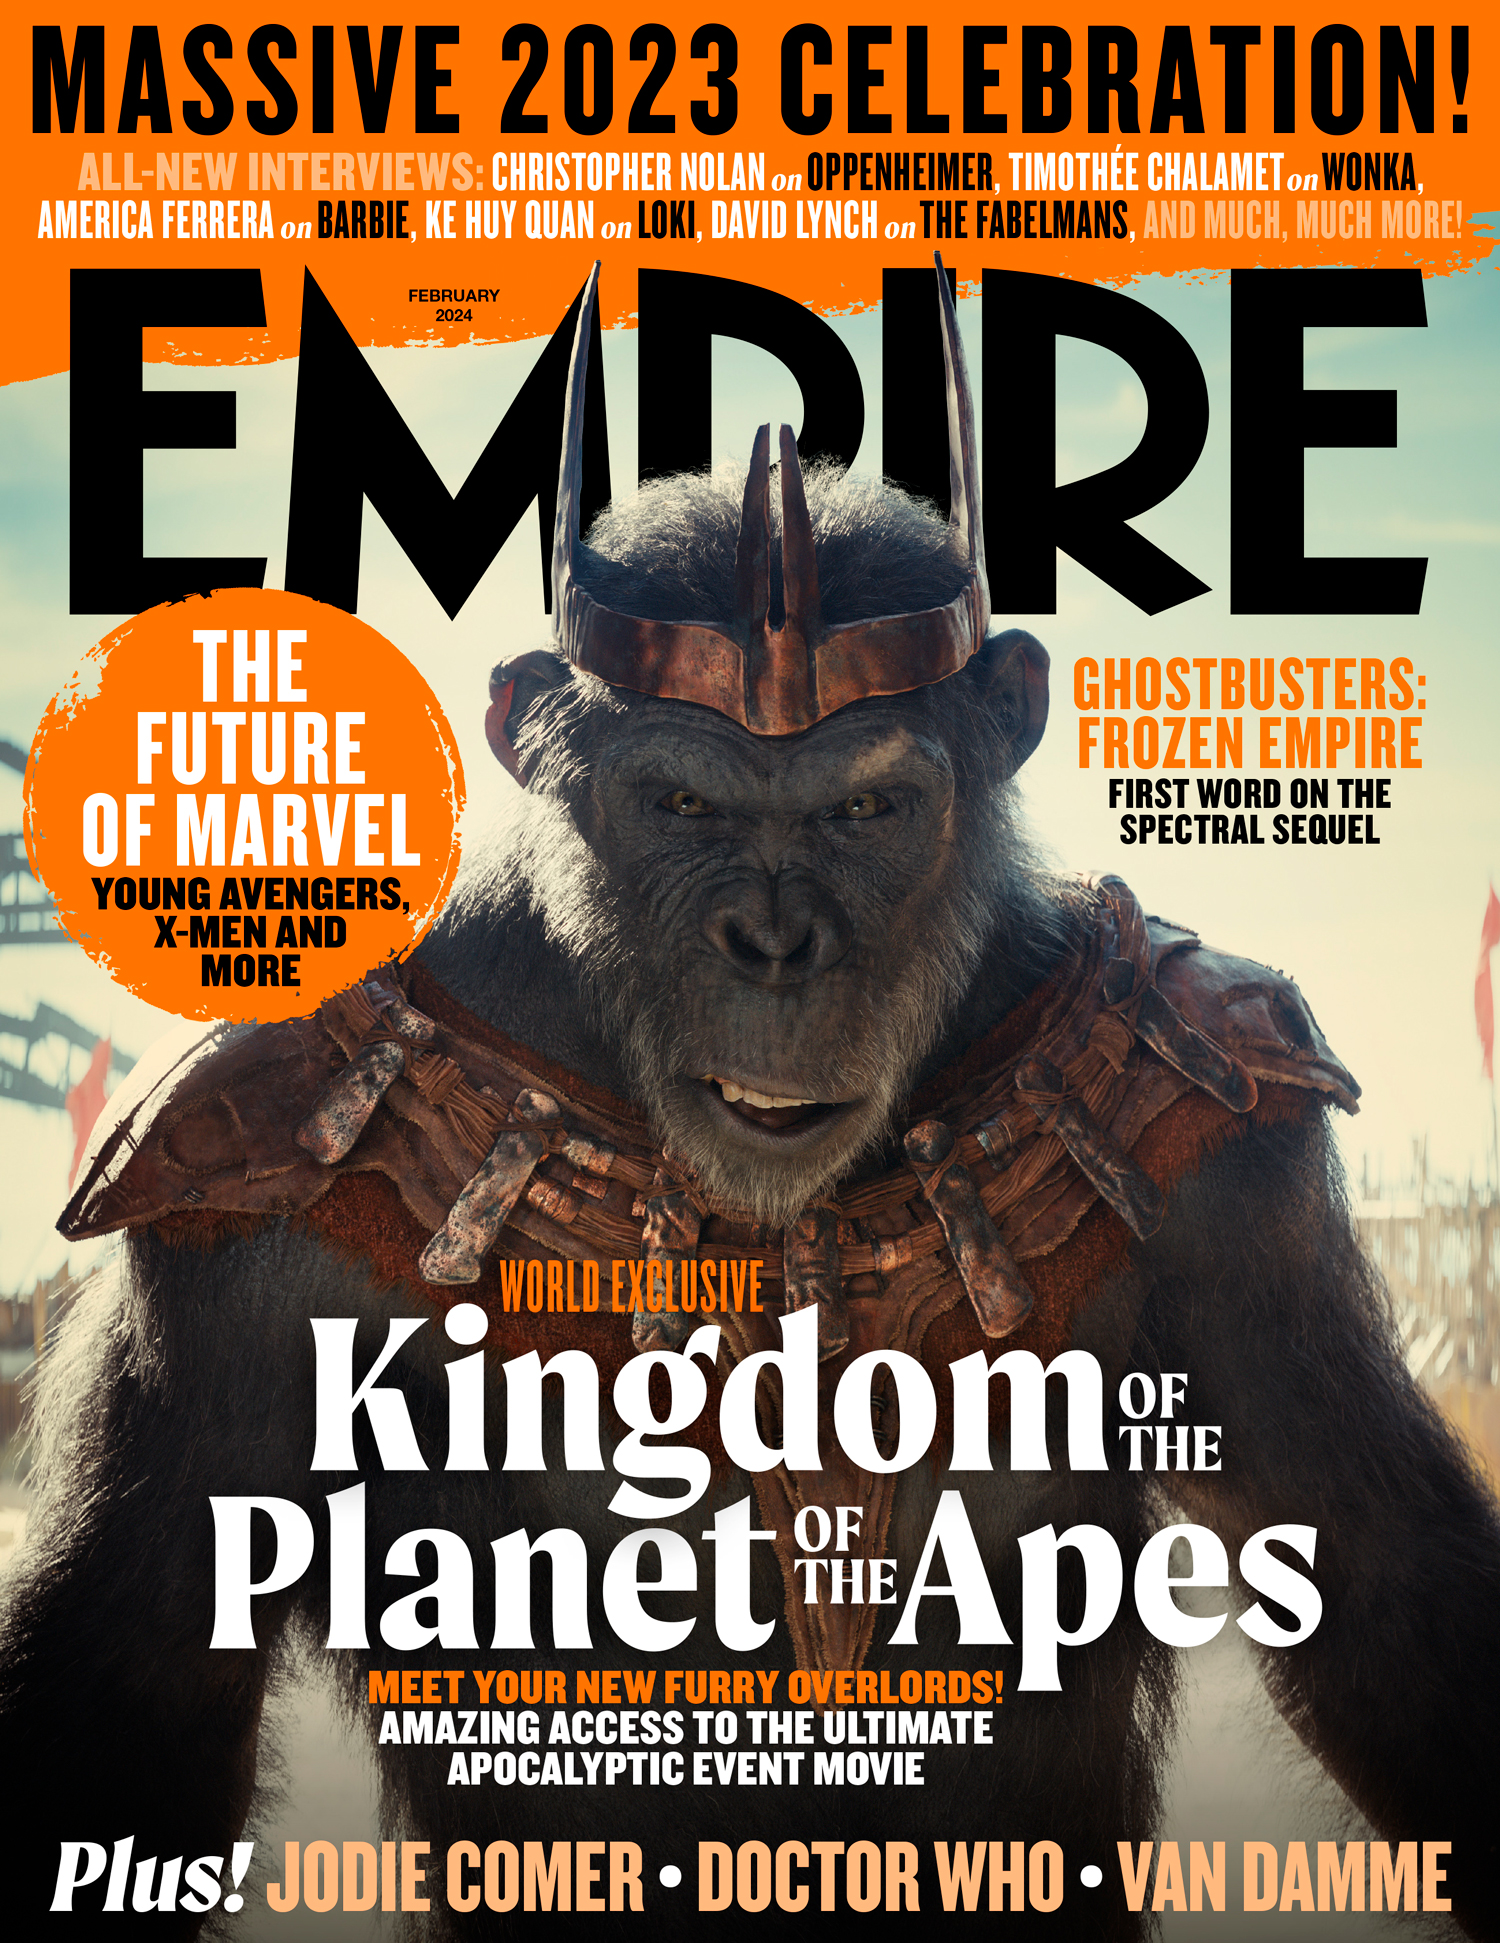 MASSIVE 2023 CELEBRATION!
ALL-NEW INTERVIEWS: CHRISTOPHER NOLAN on OPPENHEIMER, TIMOTHÉE CHALAMET on WONKA,
AMERICA FERRERA on BARBIE, KE HUY QUAN on LOKI, DAVID LYNCH on THE FABELMANS, AND MUCH, MUCH MORE!
EMPIRE
FEBRUARY
2024
THE
FUTURE
OF MARVEL
YOUNG AVENGERS,
X-MEN AND
MORE
GHOSTBUSTERS:
FROZEN EMPIRE
FIRST WORD ON THE
SPECTRAL SEQUEL
WORLD EXCLUSIVE
Kingdom OF THE
Planet OF THE Apes
MEET YOUR NEW FURRY OVERLORDS!
AMAZING ACCESS TO THE ULTIMATE
APOCALYPTIC EVENT MOVIE
Plus! JODIE COMER • DOCTOR WHO • VAN DAMME